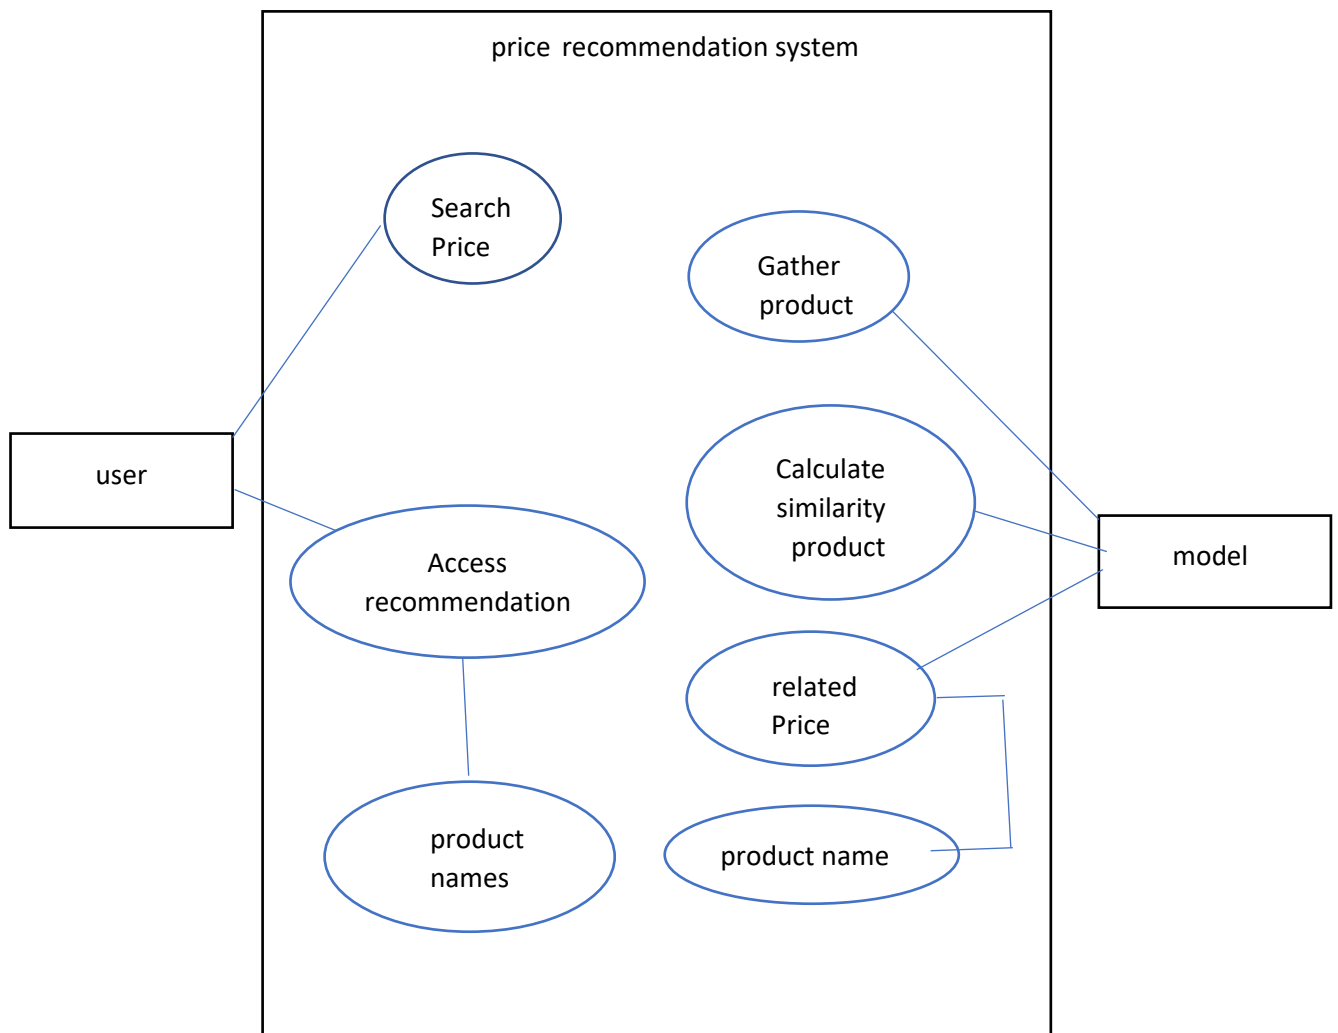 price recommendation system
Search
Price
Gather
product
user
Calculate
similarity
product
model
Access
recommendation
related
Price
product
names
product name